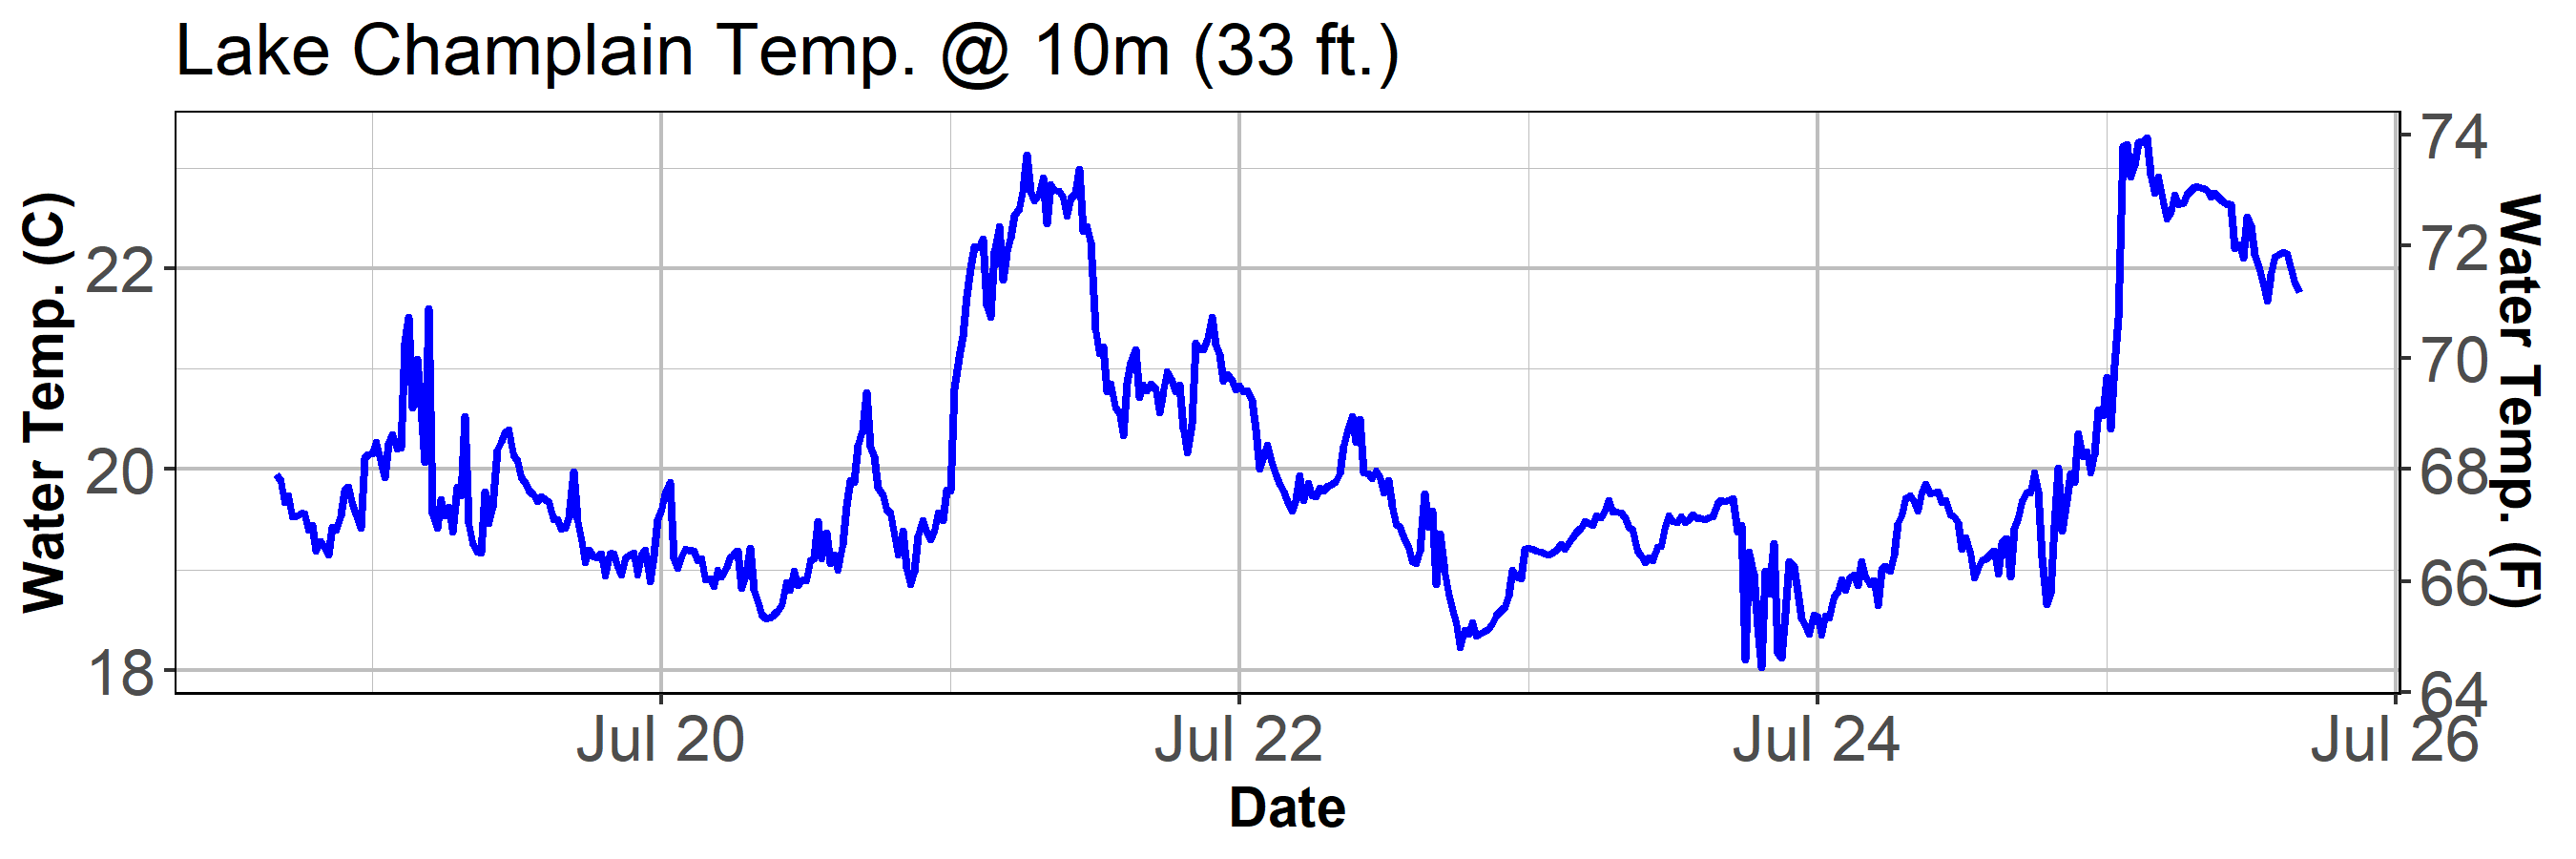 Lake Champlain Temp. @ 10m (33 ft.)
Water Temp. (C)
22
20
18
74
72
70
68
66
64
Water Temp. (F)
Jul 20
Jul 22
Jul 24
Jul 26
Date